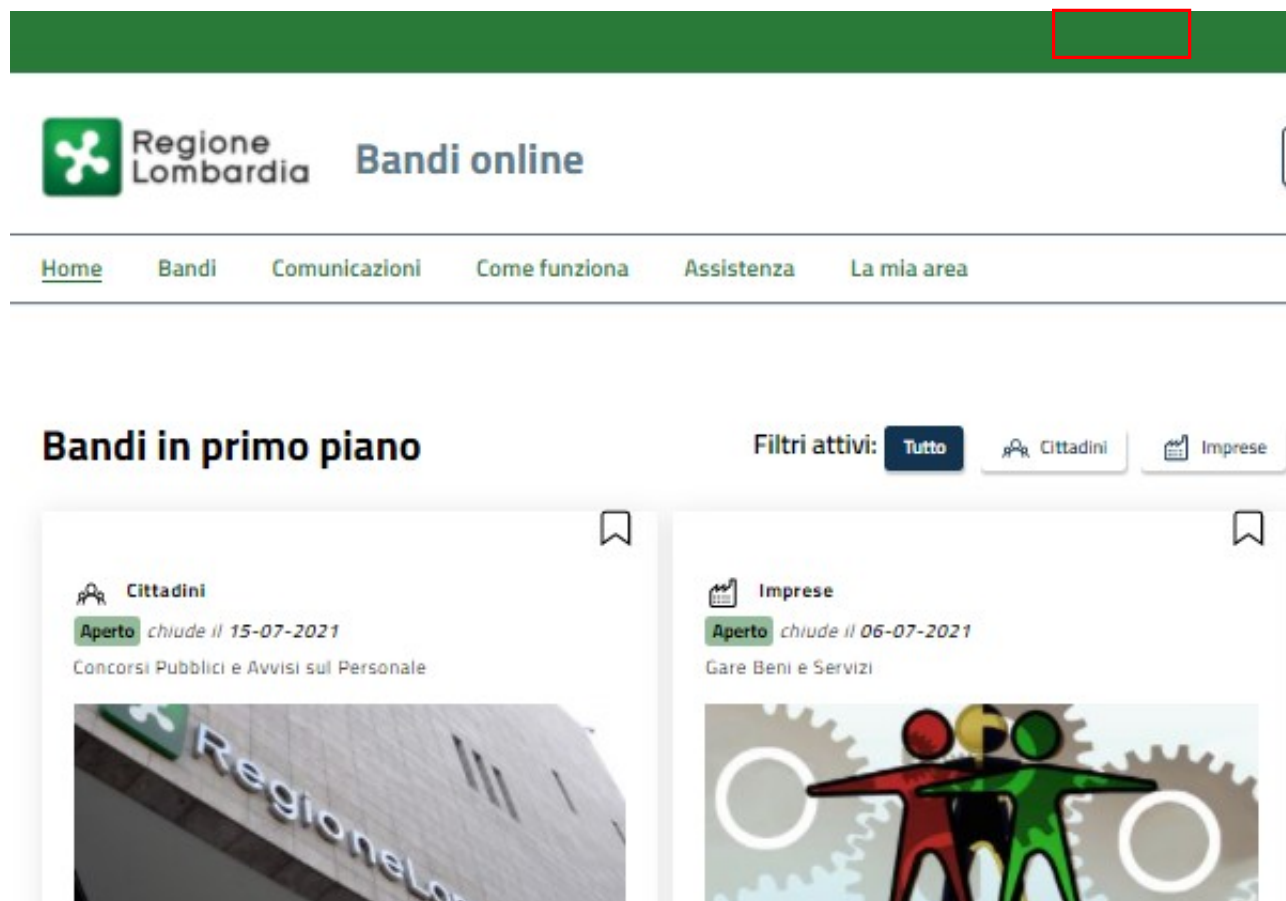 Regione
Lombardia
Bandi online
Home Bandi Comunicazioni Come funziona Assistenza La mia area
Bandi in primo piano
Filtri attivi: Tutto Cittadini Imprese
Cittadini
Aperto chiude il 15-07-2021
Concorsi Pubblici e Avvisi sul Personale
Imprese
Aperto chiude il 06-07-2021
Gare Beni e Servizi
RegioneLo